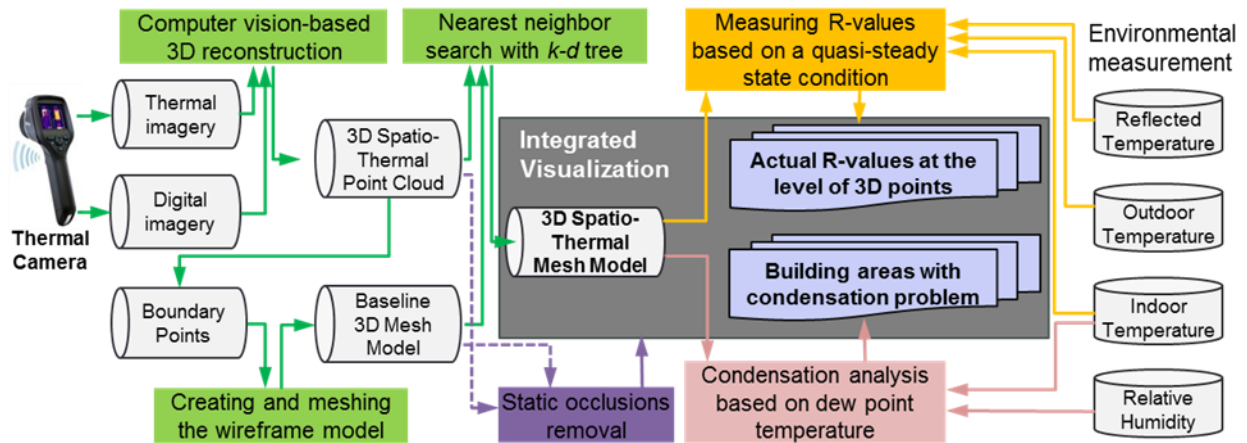 Computer vision-based
3D reconstruction
Nearest neighbor
search with k-d tree
Measuring R-values
based on a quasi-steady
state condition
Environmental
measurement
Thermal
imagery
Digital
imagery
Thermal
Camera
3D Spatio-
Thermal
Point Cloud
Boundary
Points
Baseline
3D Mesh
Model
Creating and meshing
the wireframe model
Integrated
Visualization
3D Spatio-
Thermal
Mesh Model
Actual R-values at the
level of 3D points
Building areas with
condensation problem
Static occlusions
removal
Condensation analysis
based on dew point
temperature
Reflected
Temperature
Outdoor
Temperature
Indoor
Temperature
Relative
Humidity